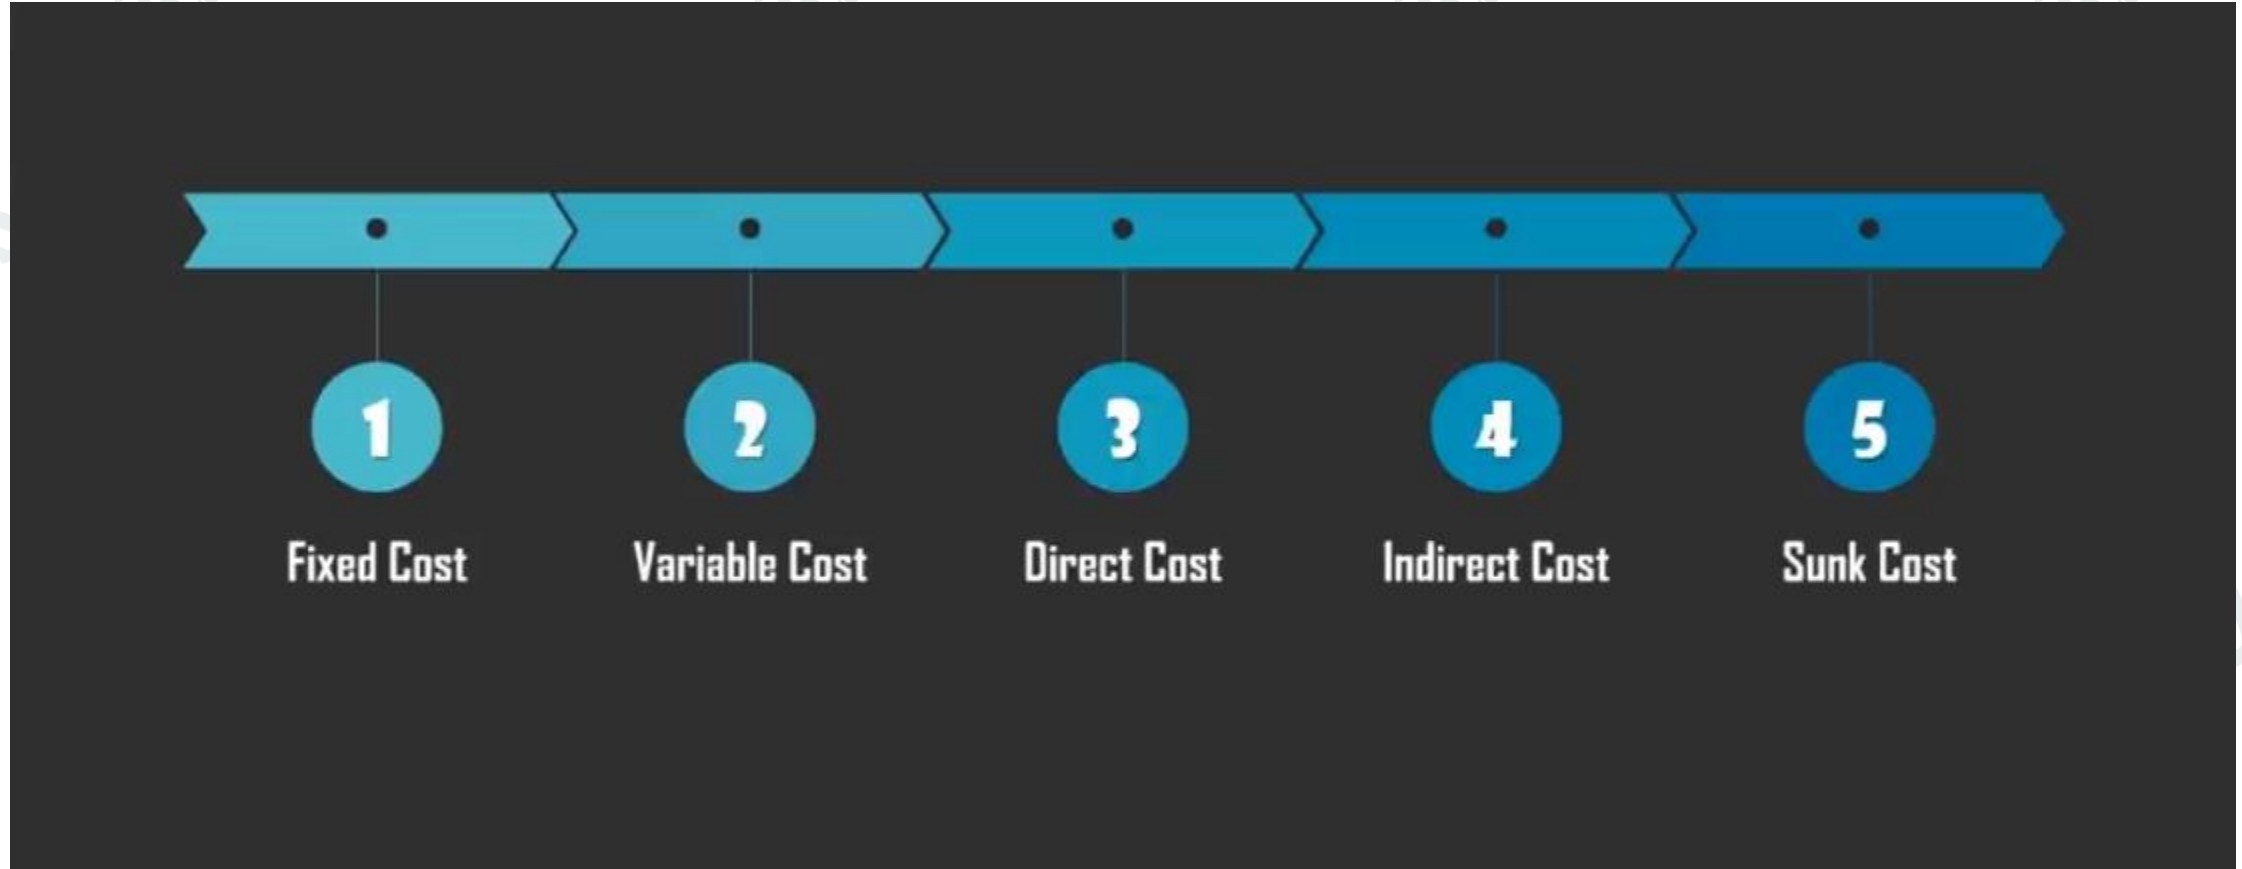 1
2
3
4
5
Fixed Cost
Variable Cost
Direct Cost
Indirect Cost
Sunk Cost